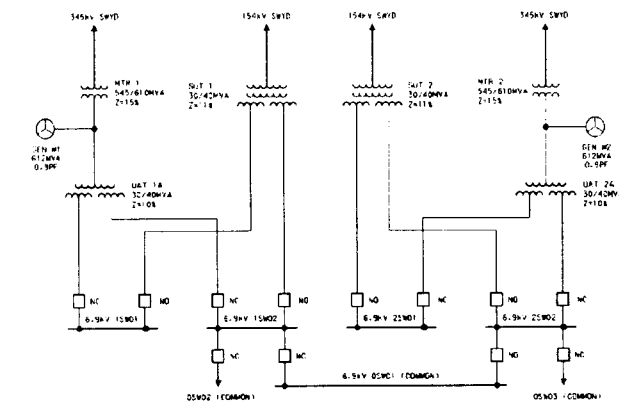 345kV SWYD
154kV SWYD
154kV SWYD
345kV SWYD
MTR 1
545/610MVA
Z=15%
SUT 1
30/40MVA
Z=11%
SUT 2
30/40MVA
Z=11%
MTR 2
545/610MVA
Z=15%
GEN #1
612MVA
0.9PF
GEN #2
612MVA
0.9PF
UAT 1A
30/40MVA
Z=10%
UAT 2A
30/40MVA
Z=10%
NC
NO
NC
NO
NO
NC
NO
NC
6.9kV 1SW01
6.9kV 1SW02
6.9kV 2SW01
6.9kV 2SW02
NC
NC
NO
NC
6.9kV 0SW01 (COMMON)
0SW02 (COMMON)
0SW03 (COMMON)